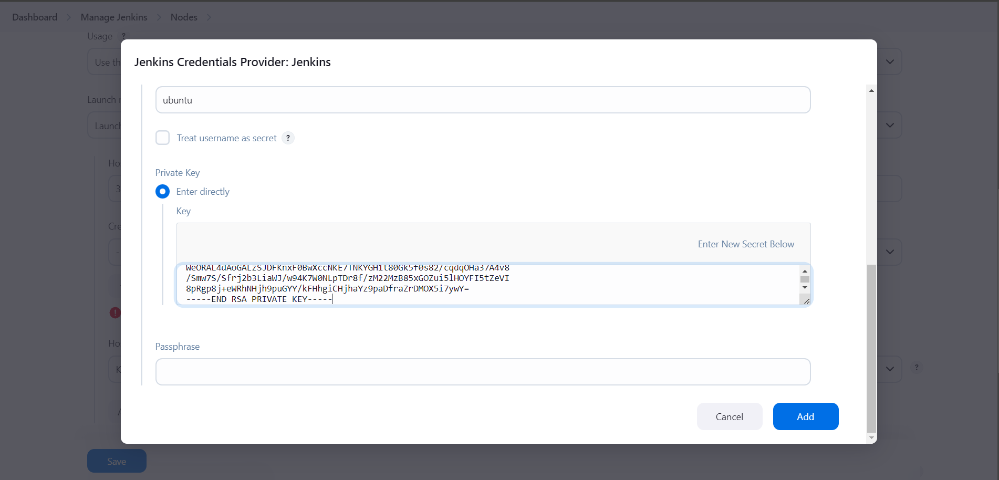 Dashboard > Manage Jenkins > Nodes >
Usage ?
Use th
Launch
Launch
Ho
3
Cre
-
Ho
K
Jenkins Credentials Provider: Jenkins
ubuntu
Treat username as secret ?
Private Key
Enter directly
Key
Enter New Secret Below
/Smw7S/Sfrj2b3LiaWJ/w94K7W0NLpTDr8f/zM22MzB85xGOZui5lHOYFI5tZeVI
8pRgp8j+eWRhNHjh9puGYY/kFHhgiCHjhaYz9paDfraZrDMOX5i7ywY=
-----END RSA PRIVATE KEY-----
Passphrase
?
Cancel
Add
Save